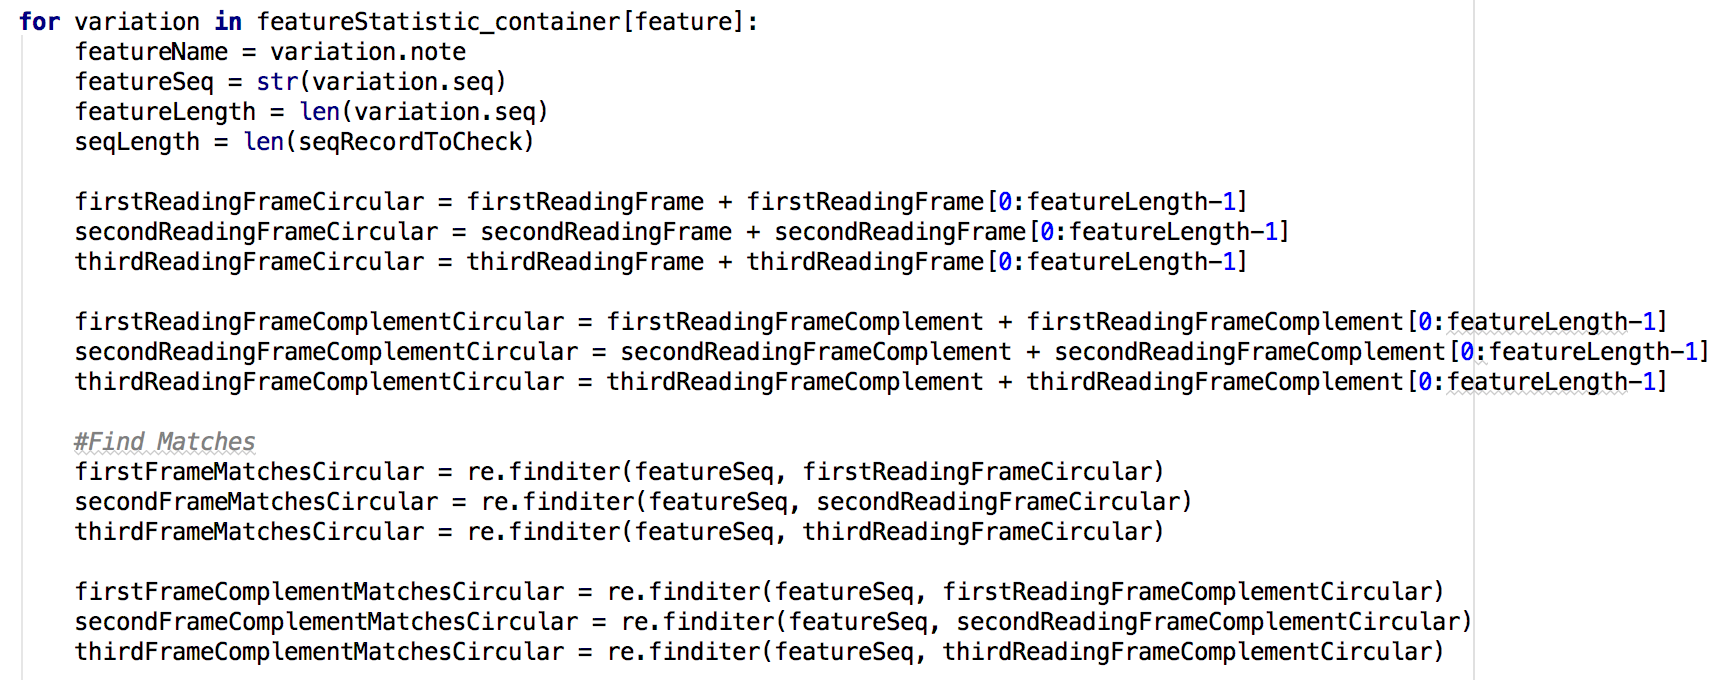 for variation in featureStatistic_container[feature]:
    featureName = variation.note
    featureSeq = str(variation.seq)
    featureLength = len(variation.seq)
    seqLength = len(seqRecordToCheck)

    firstReadingFrameCircular = firstReadingFrame + firstReadingFrame[0:featureLength-1]
    secondReadingFrameCircular = secondReadingFrame + secondReadingFrame[0:featureLength-1]
    thirdReadingFrameCircular = thirdReadingFrame + thirdReadingFrame[0:featureLength-1]

    firstReadingFrameComplementCircular = firstReadingFrameComplement + firstReadingFrameComplement[0:featureLength-1]
    secondReadingFrameComplementCircular = secondReadingFrameComplement + secondReadingFrameComplement[0:featureLength-1]
    thirdReadingFrameComplementCircular = thirdReadingFrameComplement + thirdReadingFrameComplement[0:featureLength-1]

    #Find Matches
    firstFrameMatchesCircular = re.finditer(featureSeq, firstReadingFrameCircular)
    secondFrameMatchesCircular = re.finditer(featureSeq, secondReadingFrameCircular)
    thirdFrameMatchesCircular = re.finditer(featureSeq, thirdReadingFrameCircular)

    firstFrameComplementMatchesCircular = re.finditer(featureSeq, firstReadingFrameComplementCircular)
    secondFrameComplementMatchesCircular = re.finditer(featureSeq, secondReadingFrameComplementCircular)
    thirdFrameComplementMatchesCircular = re.finditer(featureSeq, thirdReadingFrameComplementCircular)